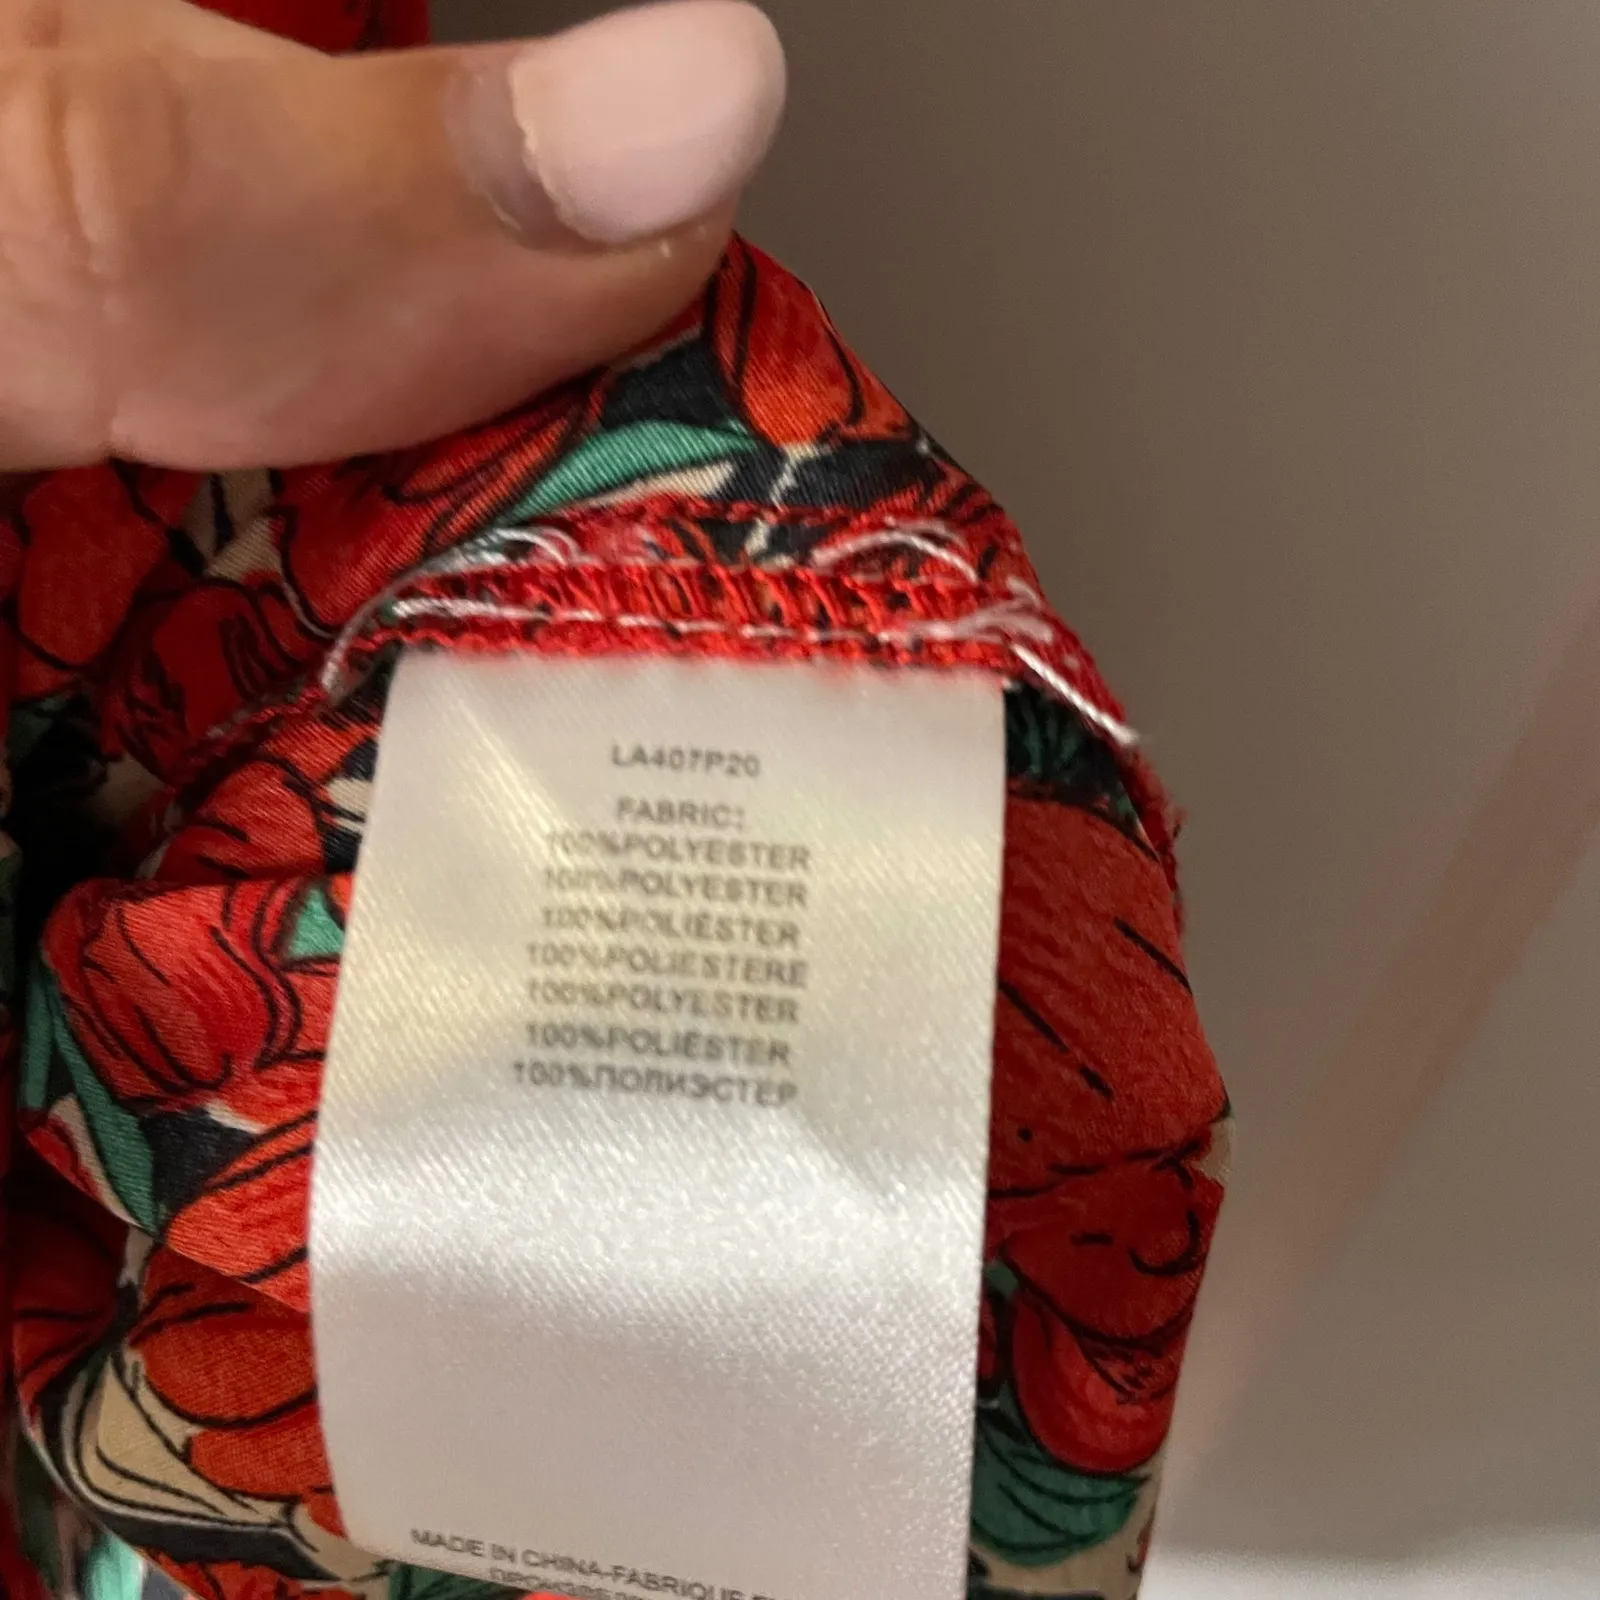 LA407P20
FABRIC:
100%POLYESTER
100%POLYESTER
100%POLIÉSTER
100%POLIESTERE
100%POLYESTER
100%POLIÉSTER
100%ПОЛИЭСТЕР
MADE IN CHINA-FABRIQUE